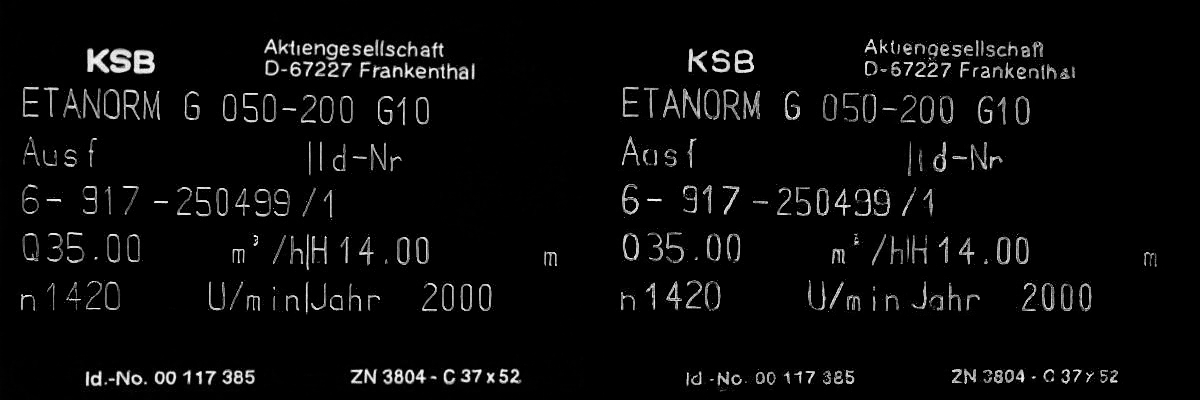 KSB Aktiengesellschaft
D-67227 Frankenthal
ETANORM G 050-200 G10
Ausf |Id-Nr
6- 917 -250499 /1
Q35.00 m³/h|H 14.00 m
n1420 U/min|Jahr 2000
Id.-No. 00 117 385 ZN 3804 - C 37 x 52
KSB Aktiengesellschaft
D-67227 Frankenthal
ETANORM G 050-200 G10
Ausf |Id-Nr
6- 917 -250499 /1
Q35.00 m³/h|H 14.00 m
n1420 U/min Jahr 2000
Id.-No. 00 117 385 ZN 3804 - C 37 x 52